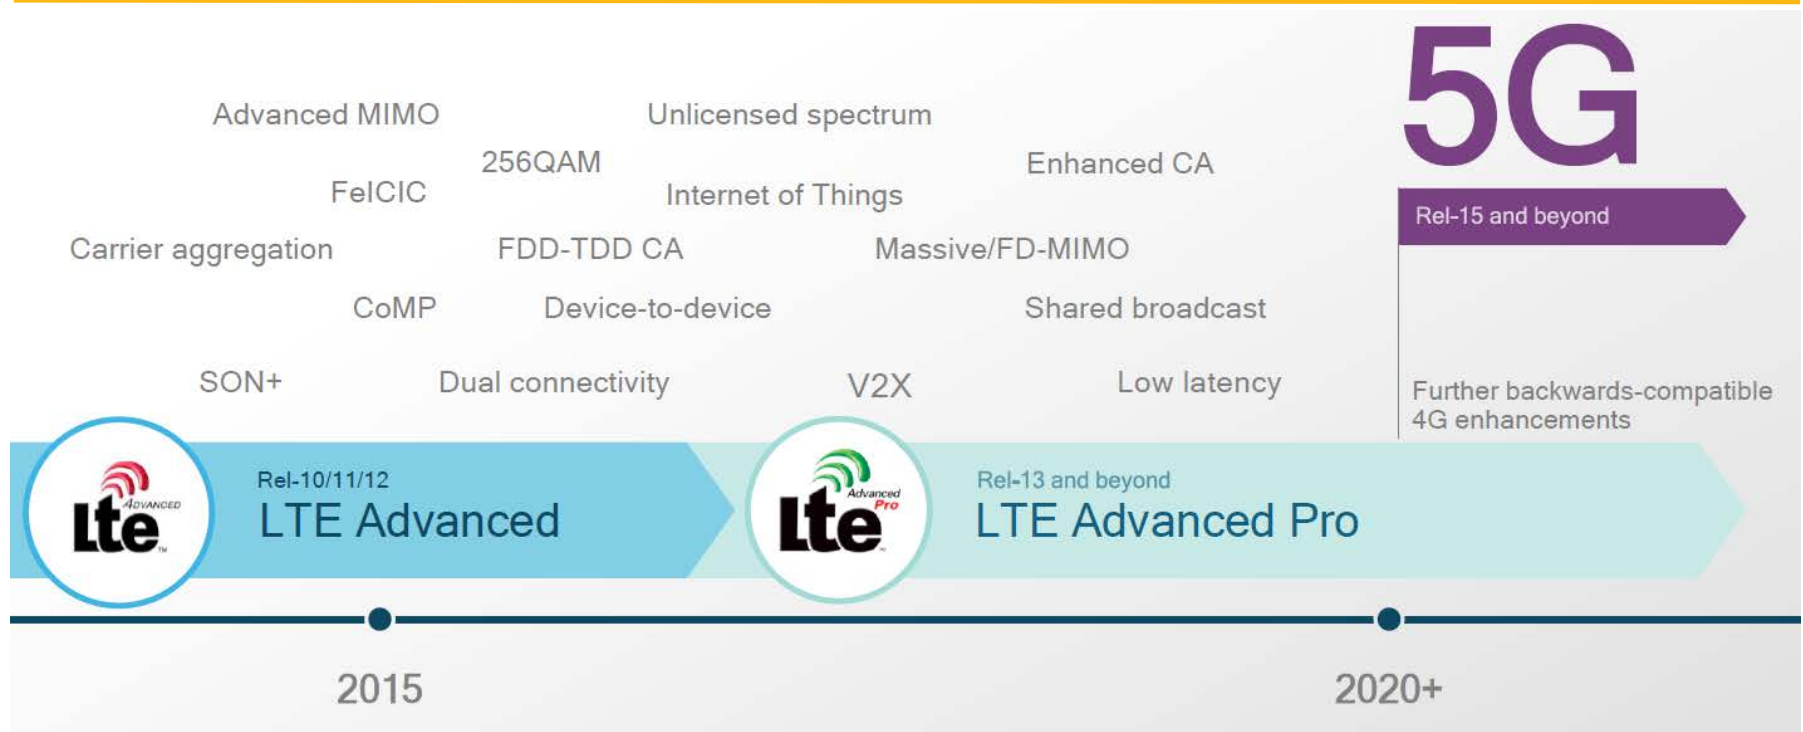 5G
Advanced MIMO
Unlicensed spectrum
256QAM
Enhanced CA
FeICIC
Internet of Things
Rel-15 and beyond
Carrier aggregation
FDD-TDD CA
Massive/FD-MIMO
CoMP
Device-to-device
Shared broadcast
SON+
Dual connectivity
V2X
Low latency
Further backwards-compatible
4G enhancements
ADVANCED
Lte™
Rel-10/11/12
LTE Advanced
Advanced
Pro
Lte™
Rel-13 and beyond
LTE Advanced Pro
2015
2020+